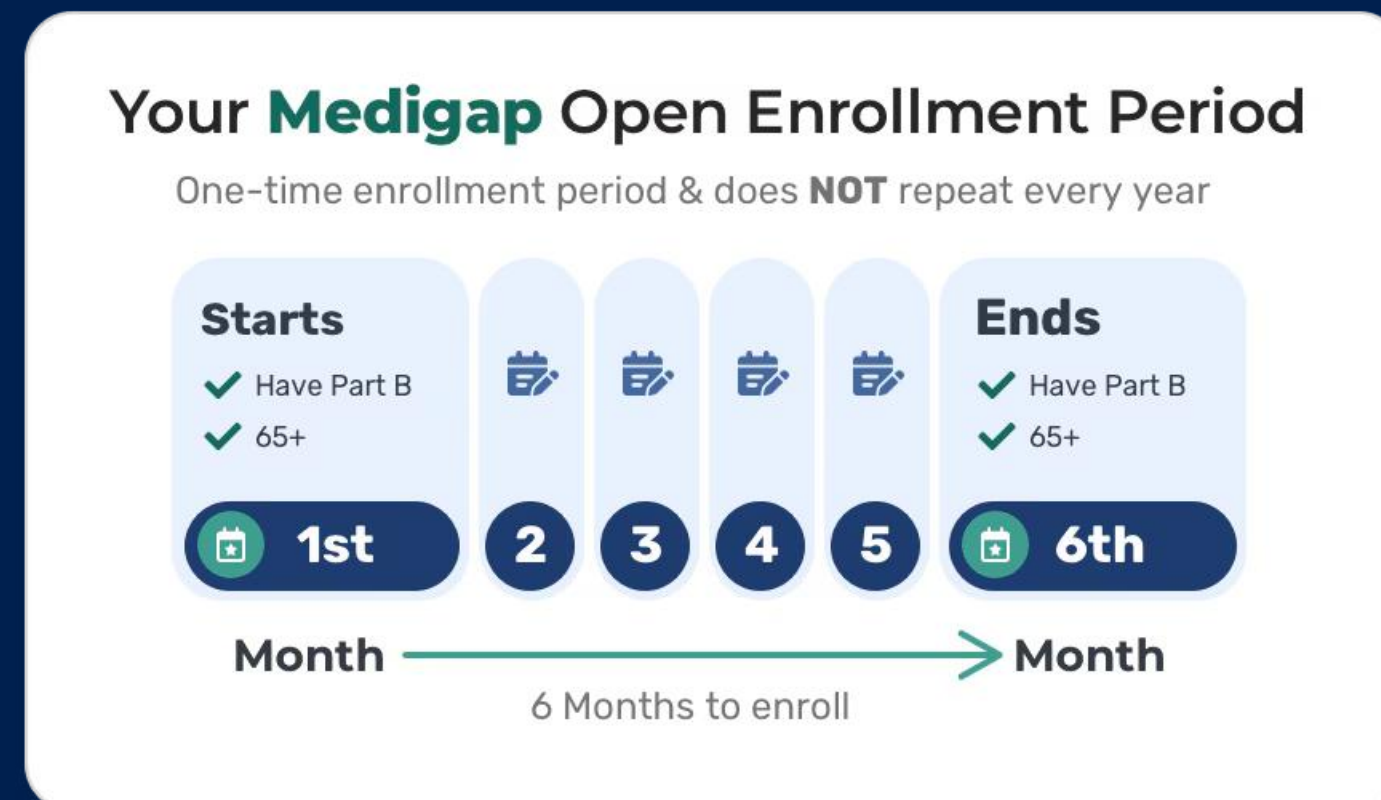 Your Medigap Open Enrollment Period
One-time enrollment period & does NOT repeat every year
Starts
Have Part B
65+
1st
2
3
4
5
Ends
Have Part B
65+
6th
Month
Month
6 Months to enroll